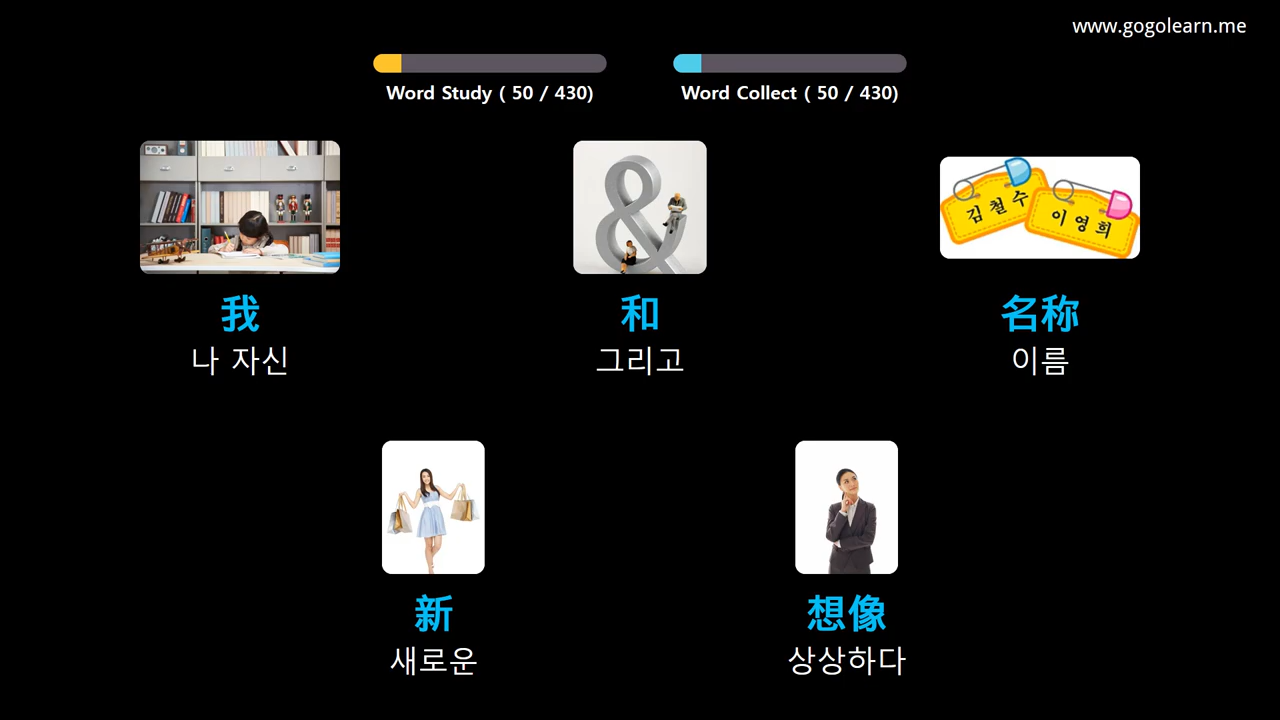 www.gogolearn.me
Word Study ( 50 / 430)
Word Collect ( 50 / 430)
김철수
이영희
我
나 자신
和
그리고
名称
이름
新
새로운
想像
상상하다